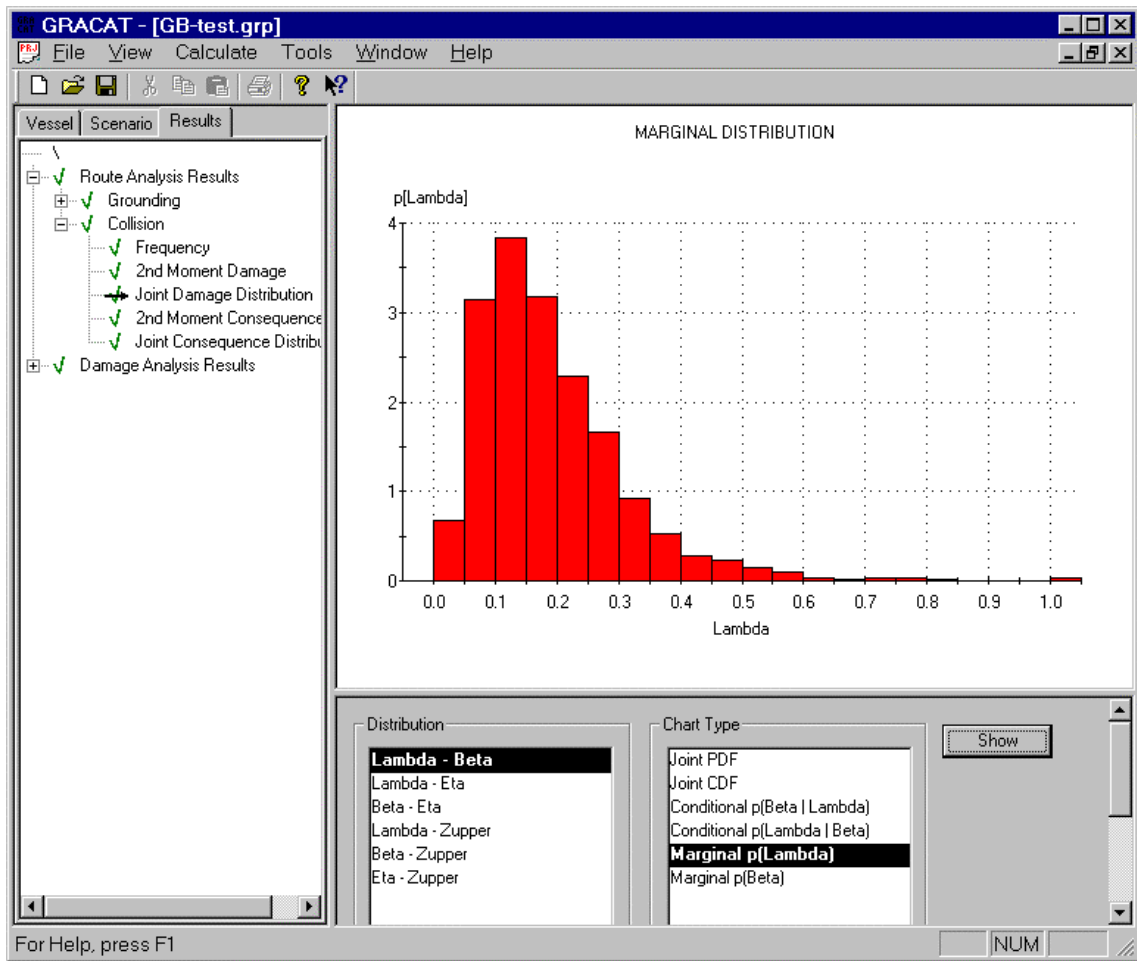 GRACAT - [GB-test.grp]
File View Calculate Tools Window Help
Vessel Scenario Results
\
Route Analysis Results
Grounding
Collision
Frequency
2nd Moment Damage
Joint Damage Distribution
2nd Moment Consequence
Joint Consequence Distribu
Damage Analysis Results
MARGINAL DISTRIBUTION
p[Lambda]
4
3
2
1
0
0.0 0.1 0.2 0.3 0.4 0.5 0.6 0.7 0.8 0.9 1.0
Lambda
Distribution
Lambda - Beta
Lambda - Eta
Beta - Eta
Lambda - Zupper
Beta - Zupper
Eta - Zupper
Chart Type
Joint PDF
Joint CDF
Conditional p(Beta | Lambda)
Conditional p(Lambda | Beta)
Marginal p(Lambda)
Marginal p(Beta)
Show
For Help, press F1
NUM